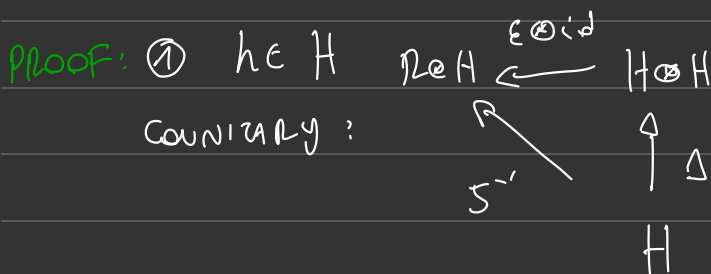 PROOF: ① h ∈ H R⊗H ← ε⊗id H⊗H
COUNITARY:
S⁻¹ Δ
H